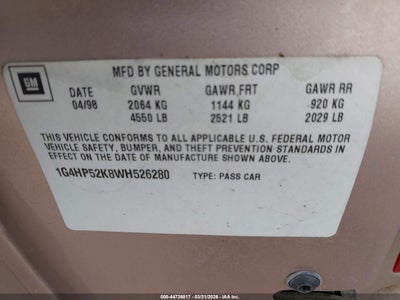 GM
MFD BY GENERAL MOTORS CORP
DATE GVWR GAWR FRT GAWR RR
04/98 2064 KG 1144 KG 920 KG
4550 LB 2521 LB 2029 LB
THIS VEHICLE CONFORMS TO ALL APPLICABLE U.S. FEDERAL MOTOR
VEHICLE SAFETY, BUMPER, AND THEFT PREVENTION STANDARDS IN
EFFECT ON THE DATE OF MANUFACTURE SHOWN ABOVE.
1G4HP52K8WH526280 TYPE: PASS CAR
000-44726817 - 03/31/2026 - IAA, Inc.